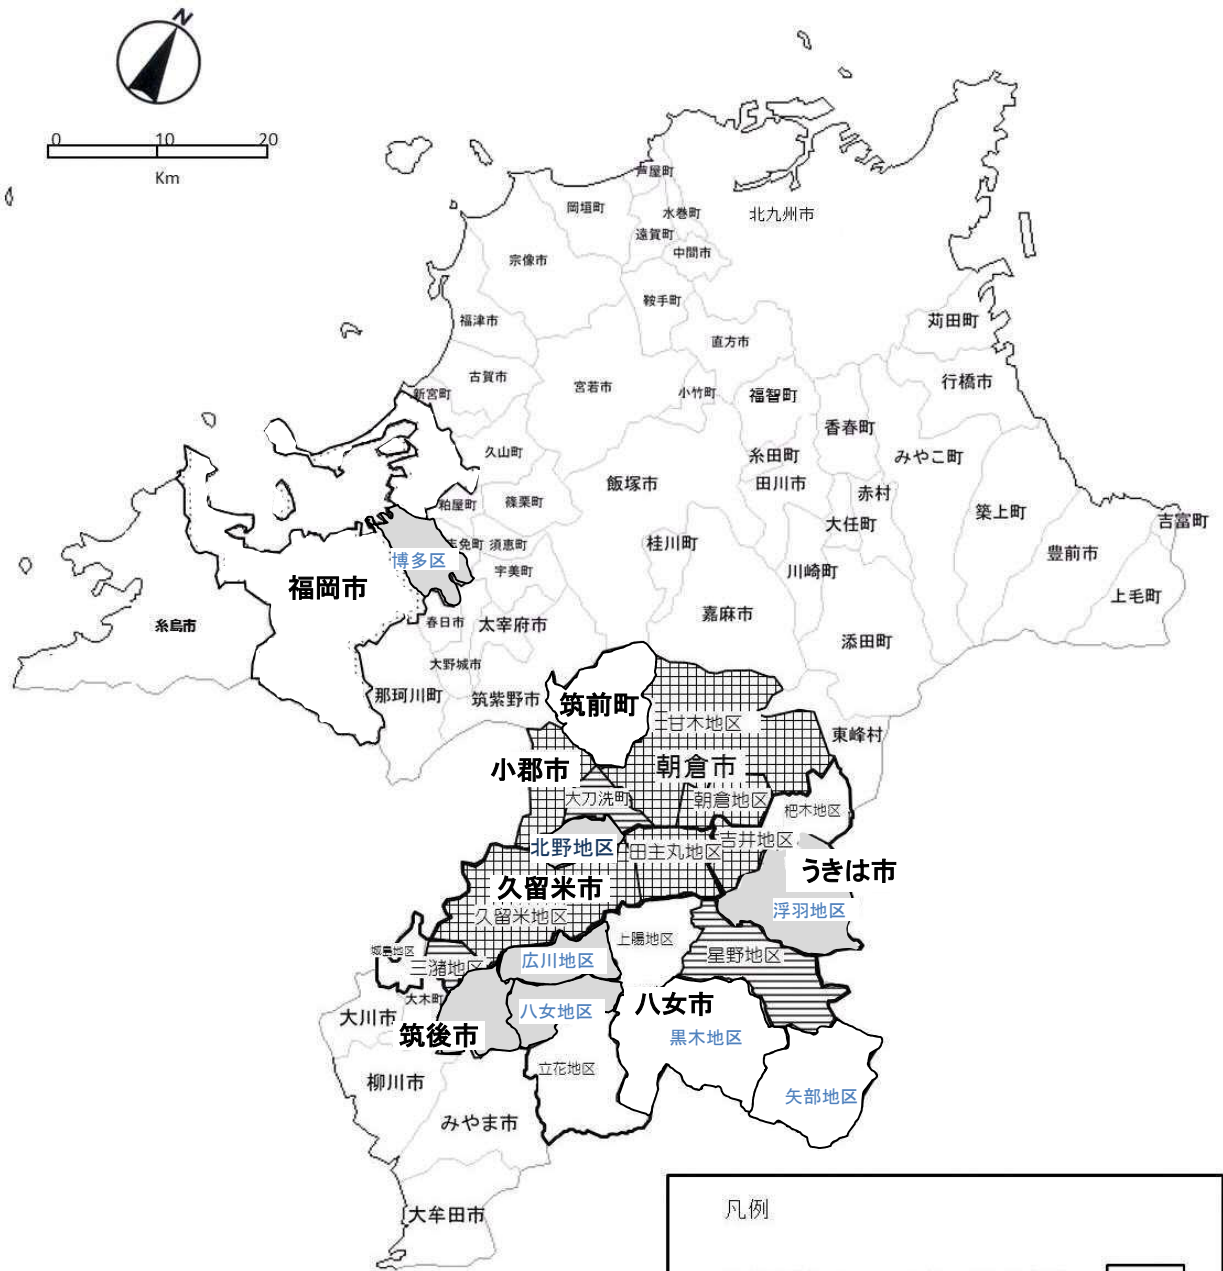 N
0 10 20
Km
芦屋町
岡垣町
水巻町
北九州市
遠賀町
中間市
宗像市
鞍手町
福津市
苅田町
直方市
古賀市
宮若市
行橋市
新宮町
小竹町
福智町
香春町
久山町
糸田町
みやこ町
飯塚市
田川市
赤村
粕屋町
篠栗町
築上町
大任町
吉富町
須恵町
桂川町
博多区
豊前市
宇美町
川崎町
福岡市
上毛町
嘉麻市
春日市
太宰府市
糸島市
添田町
大野城市
那珂川町
筑紫野市
筑前町
甘木地区
東峰村
小郡市
朝倉市
大刀洗町
朝倉地区
杷木地区
吉井地区
北野地区
田主丸地区
うきは市
久留米市
久留米地区
浮羽地区
上陽地区
城島地区
広川地区
星野地区
三潴地区
大木町
八女地区
八女市
大川市
筑後市
黒木地区
立花地区
柳川市
矢部地区
みやま市
大牟田市
凡例